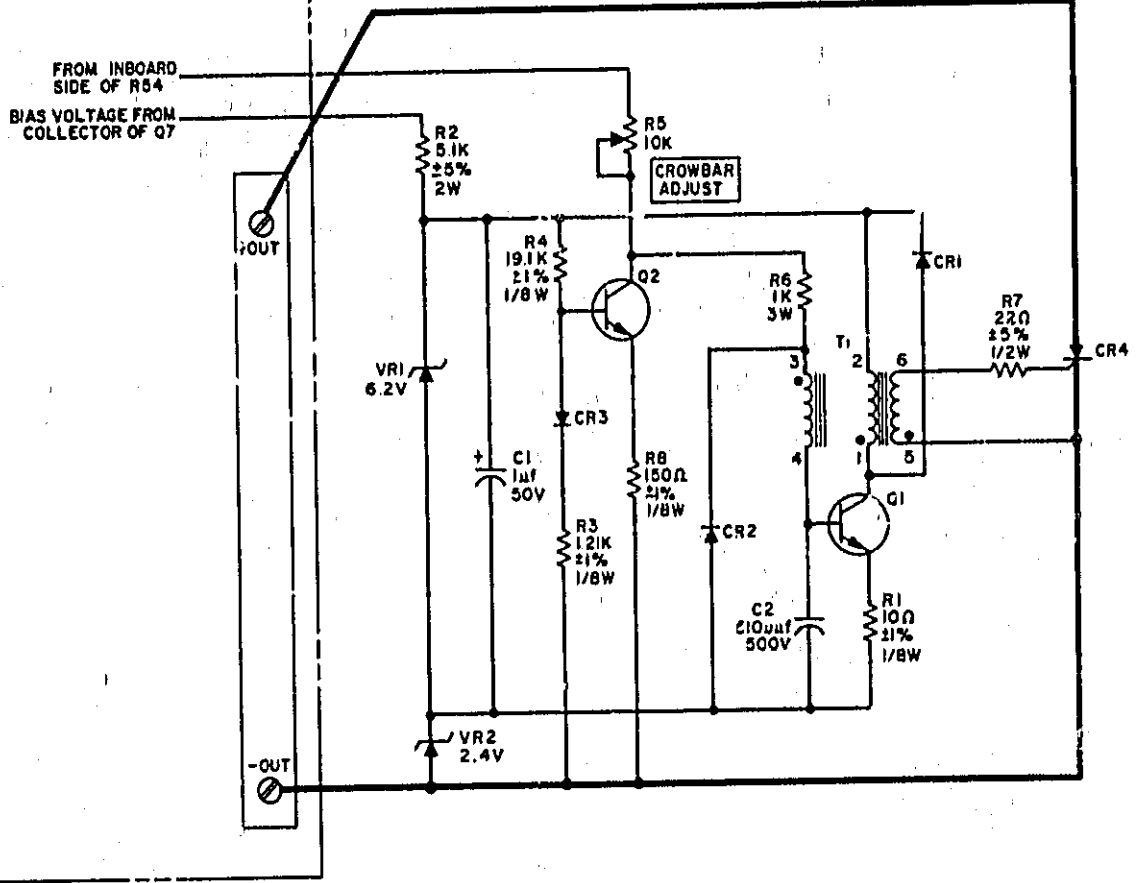 FROM INBOARD
SIDE OF R54
BIAS VOLTAGE FROM
COLLECTOR OF Q7
R2
5.1K
±5%
2W
R5
10K
CROWBAR
ADJUST
OUT
R4
19.1K
±1%
1/8W
Q2
R6
1K
3W
CR1
R7
22Ω
±5%
1/2W
T1
CR4
VR1
6.2V
3
2
6
CR3
C1
1µf
50V
+
R8
150Ω
±1%
1/8W
4
1
5
Q1
R3
1.21K
±1%
1/8W
CR2
C2
500V
R1
10Ω
±1%
1/8W
VR2
2.4V
-OUT